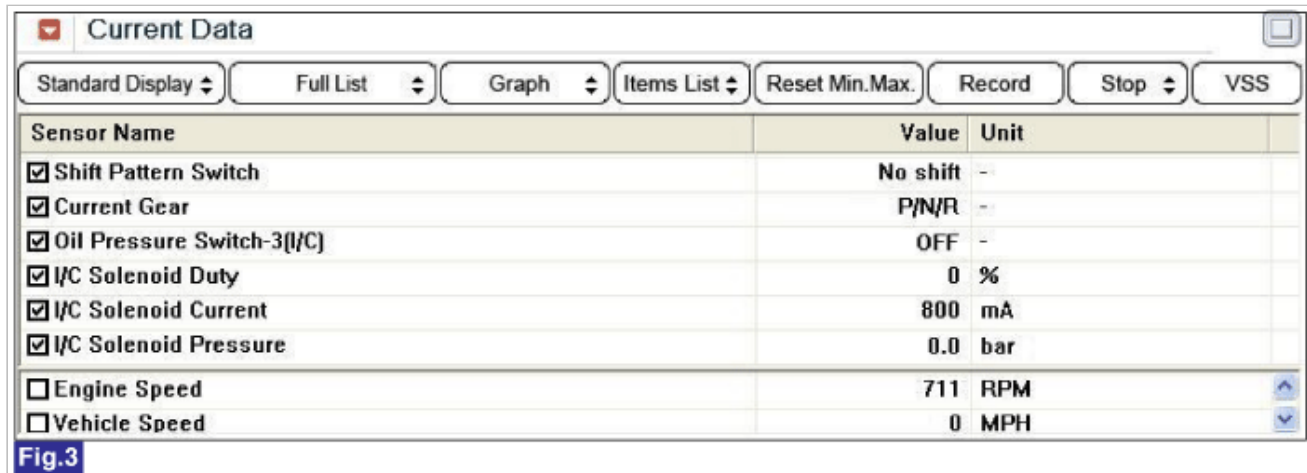 Current Data
Standard Display Full List Graph Items List Reset Min.Max. Record Stop VSS
Sensor Name Value Unit
Shift Pattern Switch No shift -
Current Gear P/N/R -
Oil Pressure Switch-3(I/C) OFF -
I/C Solenoid Duty 0 %
I/C Solenoid Current 800 mA
I/C Solenoid Pressure 0.0 bar
Engine Speed 711 RPM
Vehicle Speed 0 MPH
Fig.3